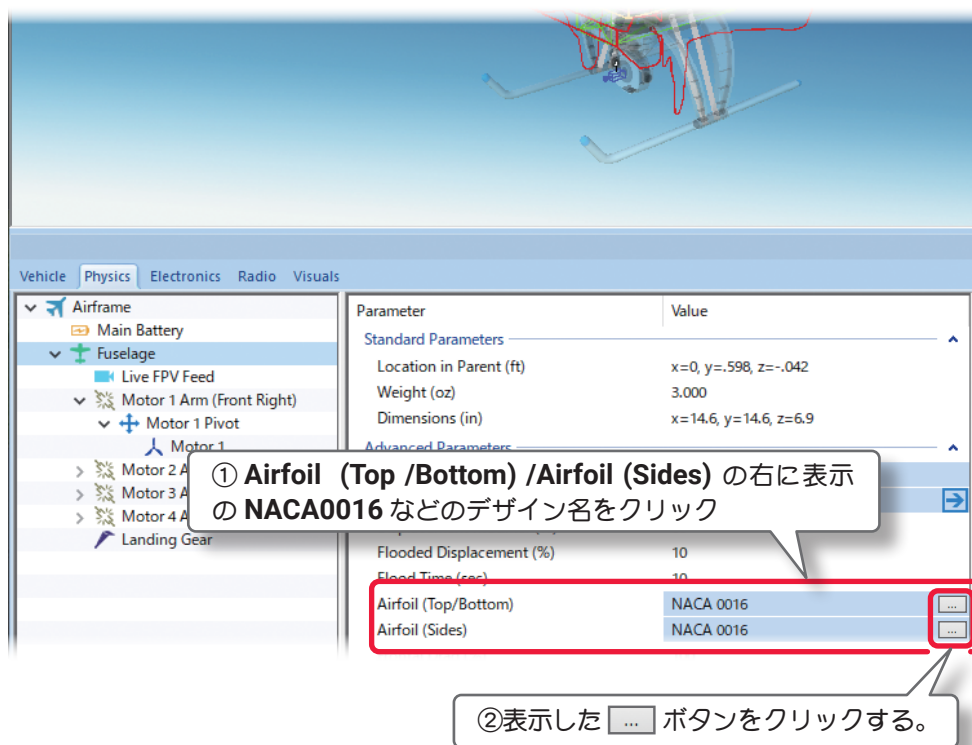 Vehicle Physics Electronics Radio Visuals
Airframe
Main Battery
Fuselage
Live FPV Feed
Motor 1 Arm (Front Right)
Motor 1 Pivot
Motor 1
Motor 2 A
Motor 3 A
Motor 4 A
Landing Gear
Parameter Value
Standard Parameters
Location in Parent (ft) x=0, y=.598, z=-.042
Weight (oz) 3.000
Dimensions (in) x=14.6, y=14.6, z=6.9
Advanced Parameters
① Airfoil (Top /Bottom) /Airfoil (Sides) の右に表示
の NACA0016 などのデザイン名をクリック
Flooded Displacement (%) 10
Flood Time (sec) 10
Airfoil (Top/Bottom) NACA 0016 ...
Airfoil (Sides) NACA 0016 ...
②表示した ... ボタンをクリックする。